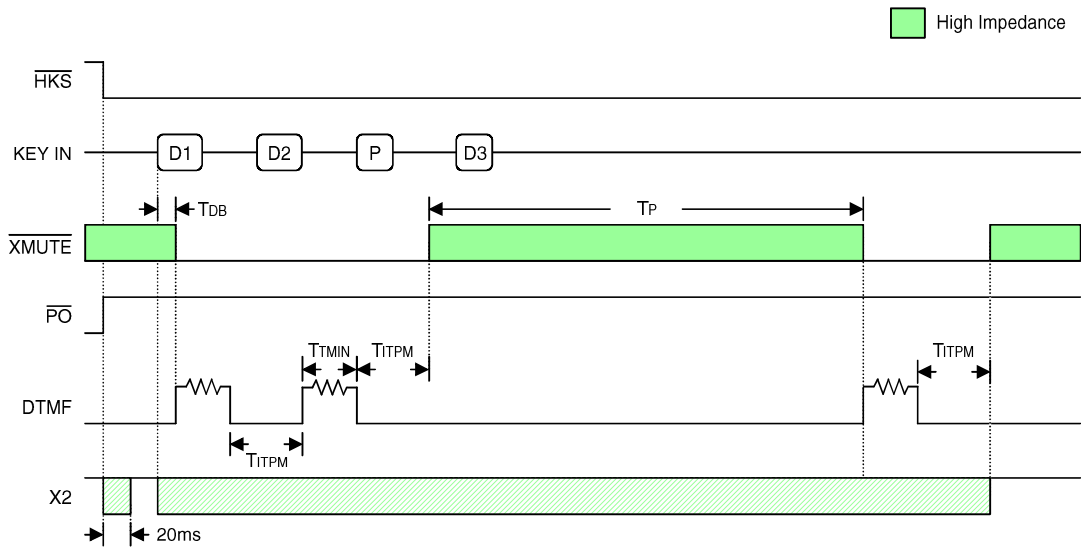 High Impedance
HKS
KEY IN
D1
D2
P
D3
TDB
TP
XMUTE
PO
TTMIN
TITPM
TITPM
DTMF
TITPM
X2
20ms